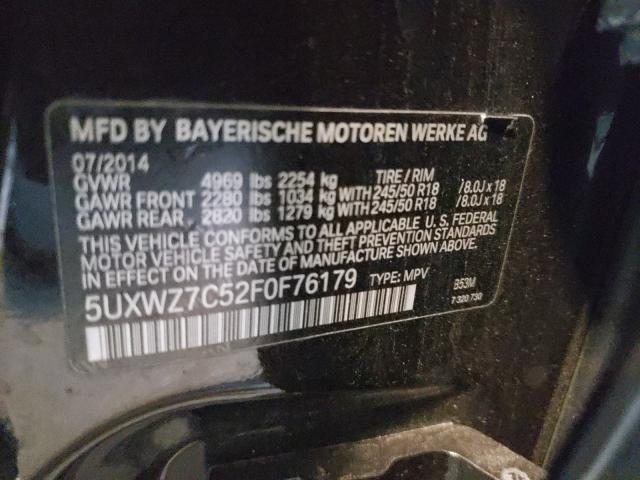 MFD BY BAYERISCHE MOTOREN WERKE AG
07/2014
GVWR 4969 lbs 2254 kg TIRE / RIM
GAWR FRONT 2280 lbs 1034 kg WITH 245/50 R18 /8.0J x 18
GAWR REAR 2820 lbs 1279 kg WITH 245/50 R18 /8.0J x 18
THIS VEHICLE CONFORMS TO ALL APPLICABLE U.S. FEDERAL
MOTOR VEHICLE SAFETY AND THEFT PREVENTION STANDARDS
IN EFFECT ON THE DATE OF MANUFACTURE SHOWN ABOVE.
5UXWZ7C52F0F76179 TYPE: MPV B53M
7 320 730